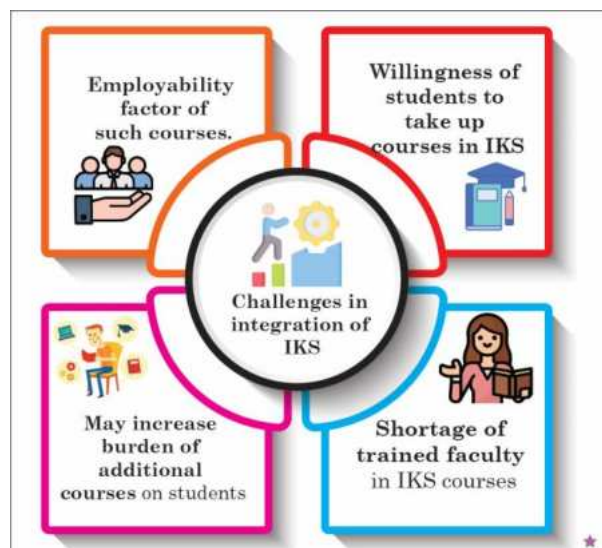 Employability
factor of
such courses.
Willingness of
students to
take up
courses in IKS
Challenges in
integration of
IKS
May increase
burden of
additional
courses on students
Shortage of
trained faculty
in IKS courses